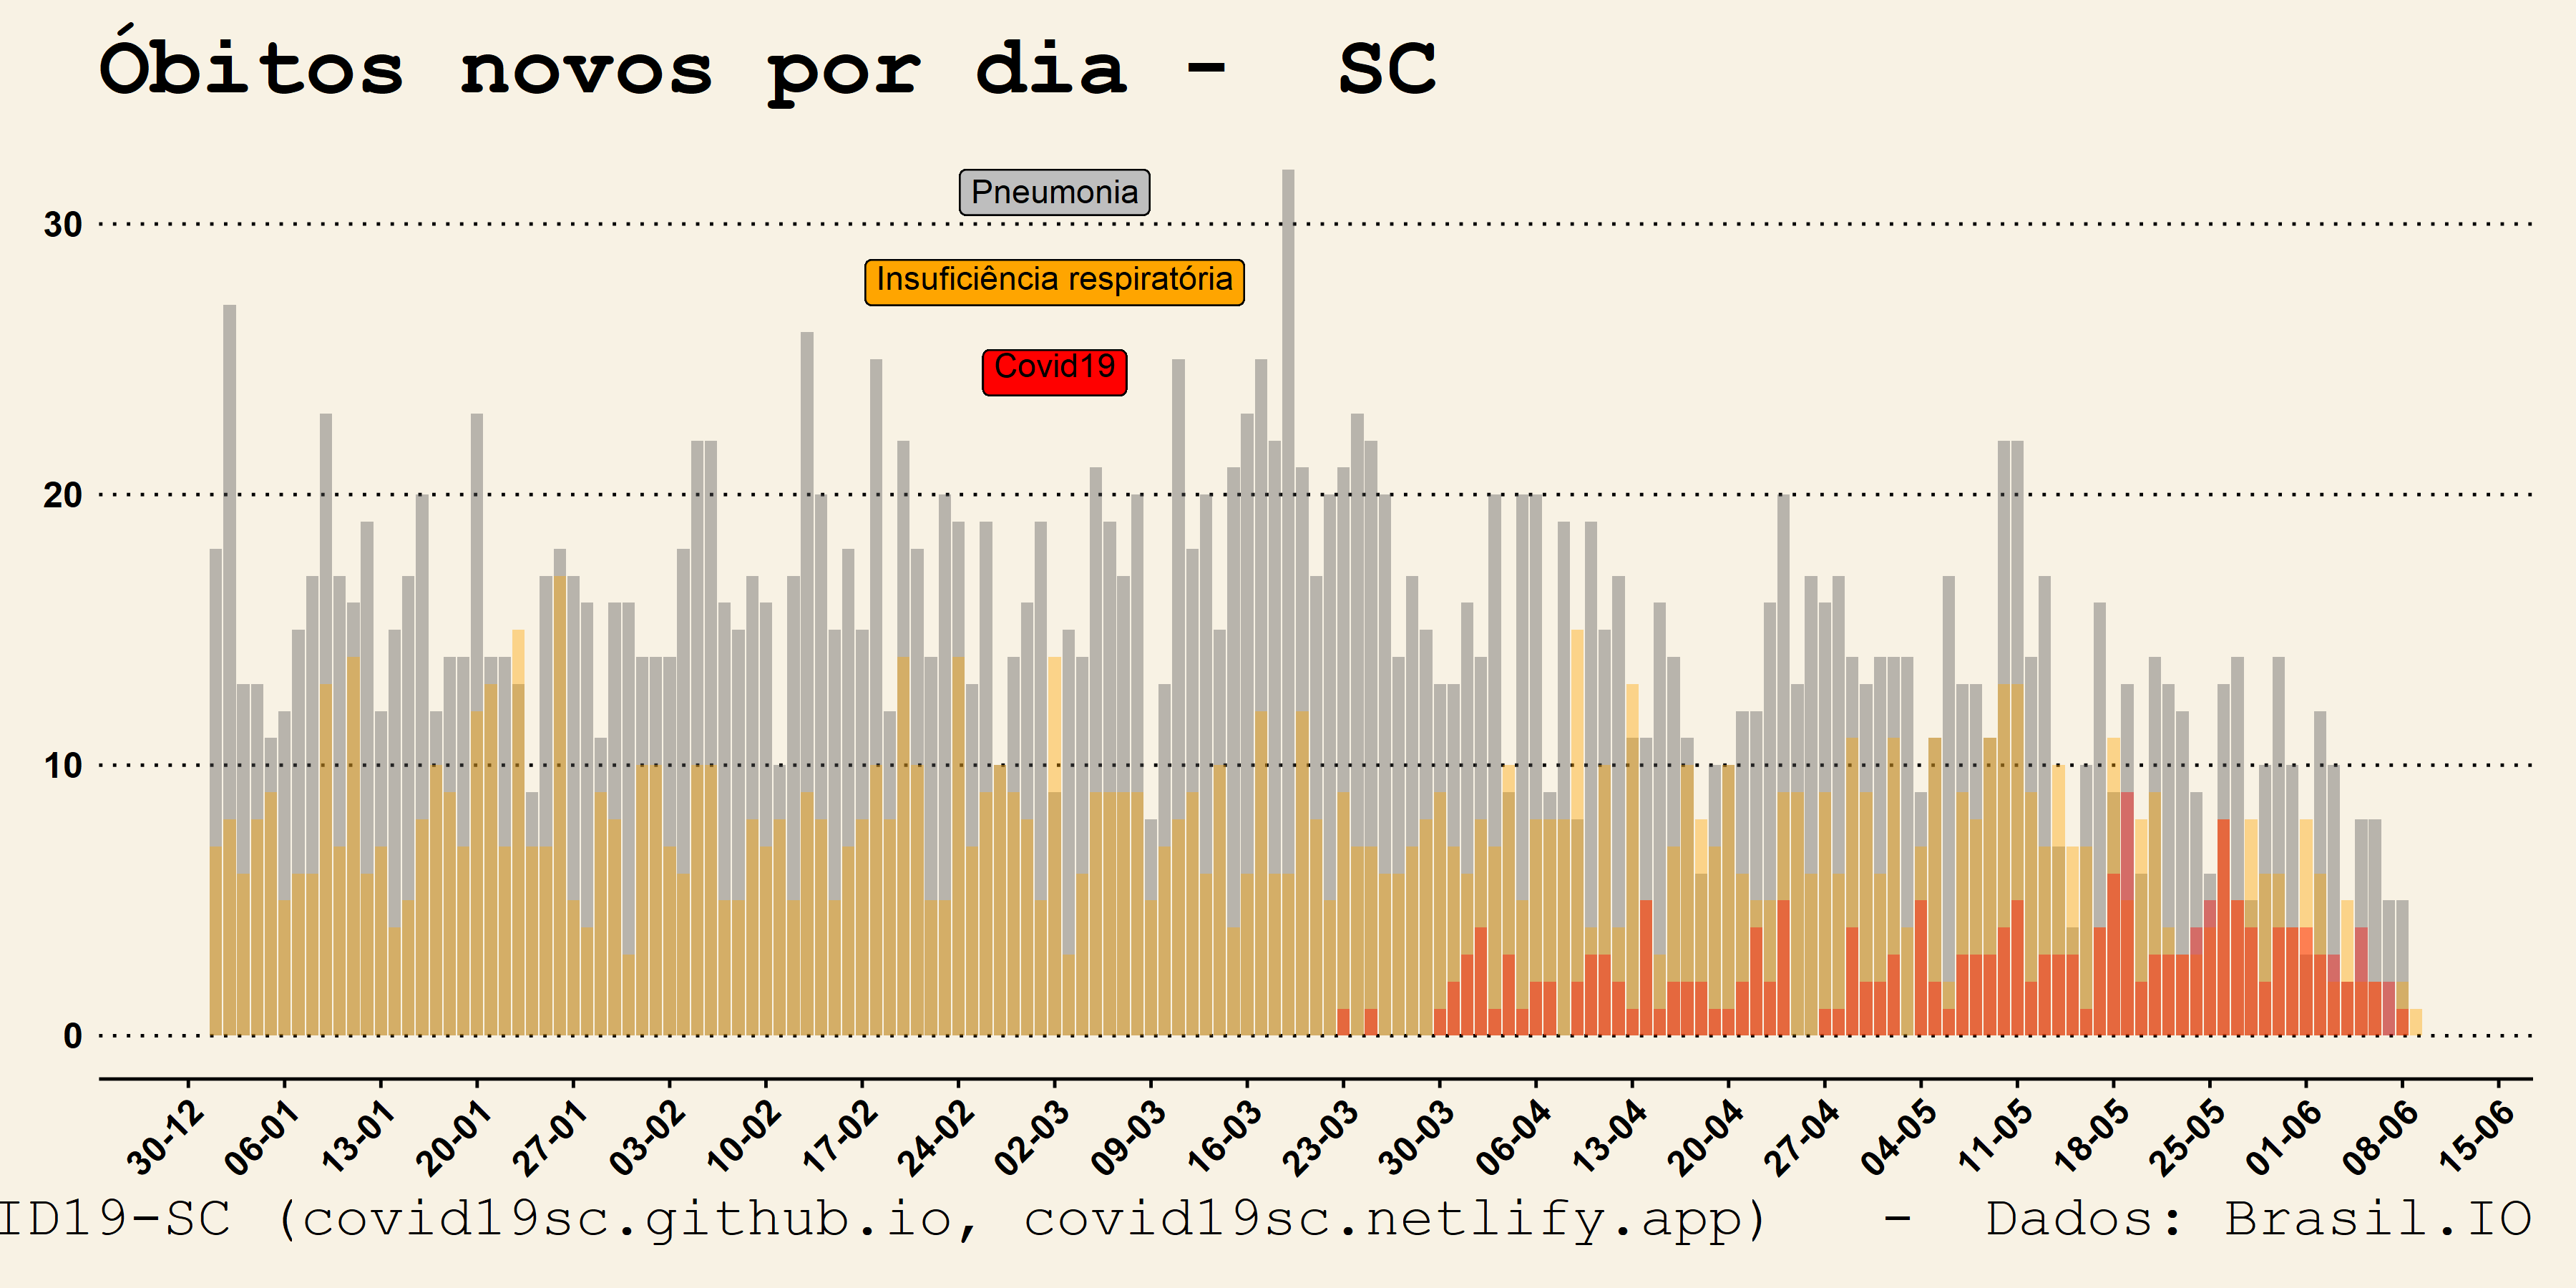 Óbitos novos por dia - SC
Pneumonia
30
Insuficiência respiratória
Covid19
20
10
0
30-12 06-01 13-01 20-01 27-01 03-02 10-02 17-02 24-02 02-03 09-03 16-03 23-03 30-03 06-04 13-04 20-04 27-04 04-05 11-05 18-05 25-05 01-06 08-06 15-06
ID19-SC (covid19sc.github.io, covid19sc.netlify.app) - Dados: Brasil.IO